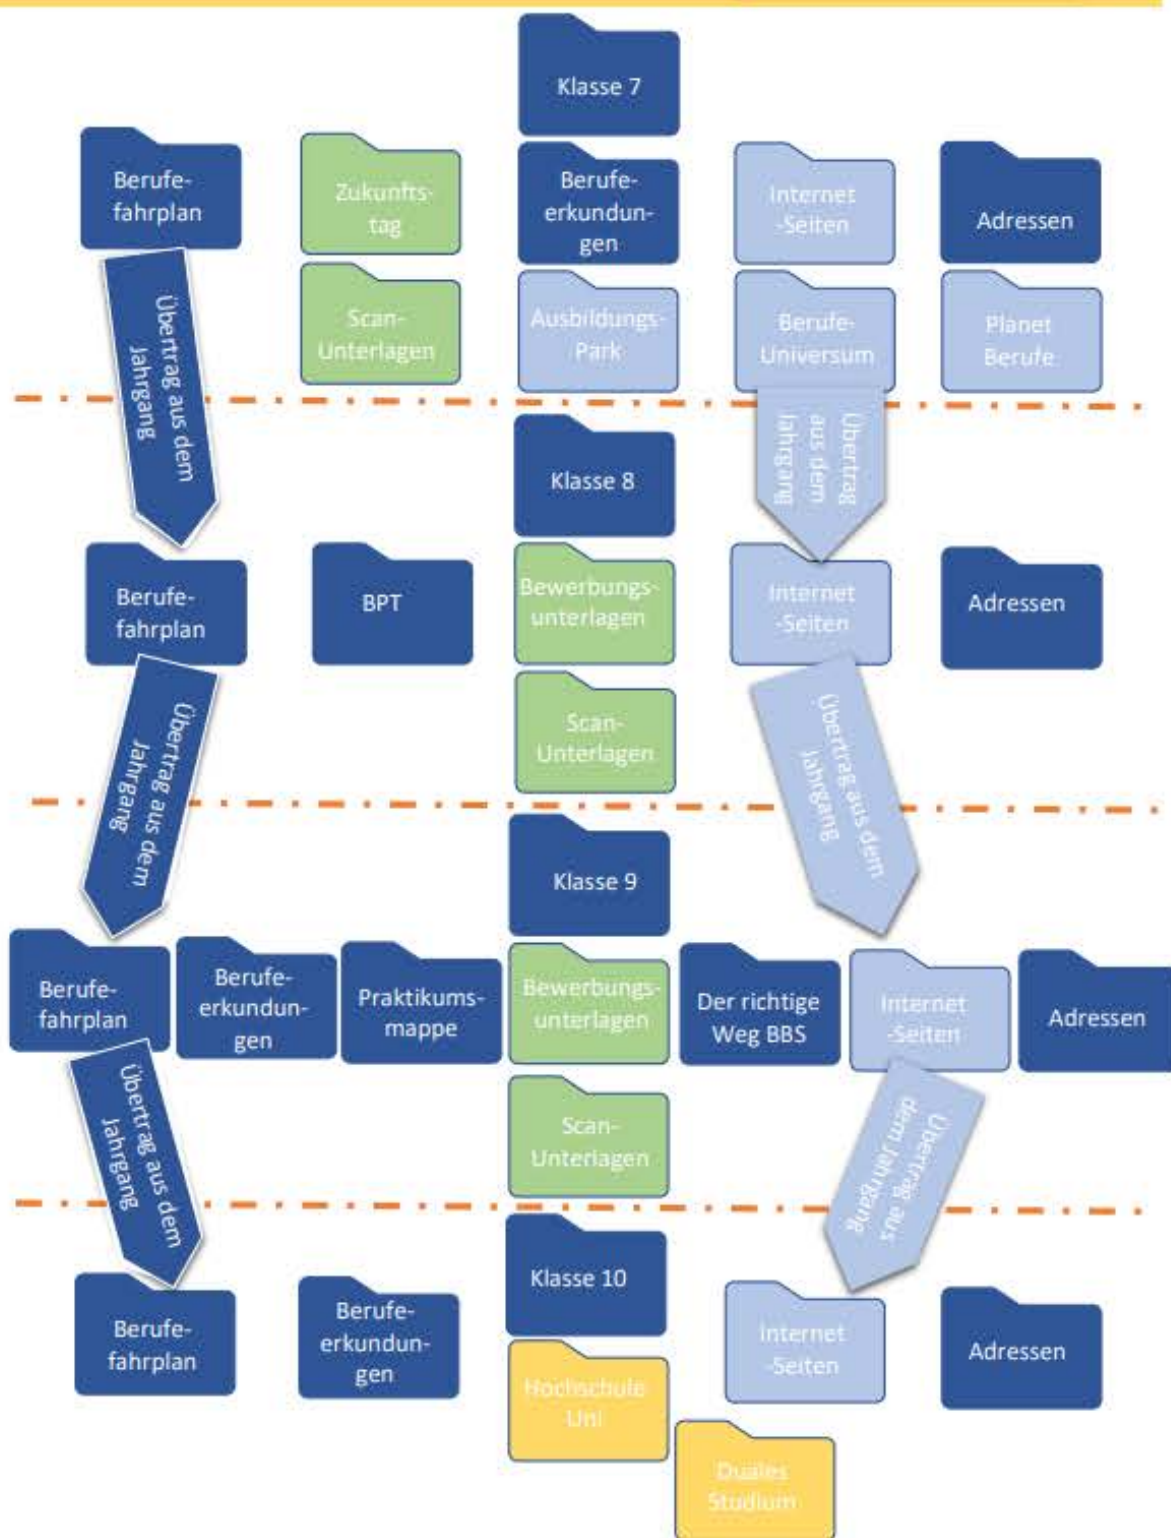 Klasse 7
Berufe-
fahrplan
Zukunfts-
tag
Berufe-
erkundun-
gen
Internet
-Seiten
Adressen
Scan-
Unterlagen
Ausbildungs-
Park
Berufe-
Universum
Planet
Berufe
Übertrag aus dem
Jahrgang
Übertrag
aus dem
Jahrgang
Klasse 8
Berufe-
fahrplan
BPT
Bewerbungs-
unterlagen
Internet
-Seiten
Adressen
Scan-
Unterlagen
Übertrag aus dem
Jahrgang
Übertrag aus dem
Jahrgang
Klasse 9
Berufe-
fahrplan
Berufe-
erkundun-
gen
Praktikums-
mappe
Bewerbungs-
unterlagen
Der richtige
Weg BBS
Internet
-Seiten
Adressen
Scan-
Unterlagen
Übertrag aus dem
Jahrgang
Übertrag aus
dem Jahrgang
Klasse 10
Berufe-
fahrplan
Berufe-
erkundun-
gen
Hochschule
Uni
Internet
-Seiten
Adressen
Duales
Studium